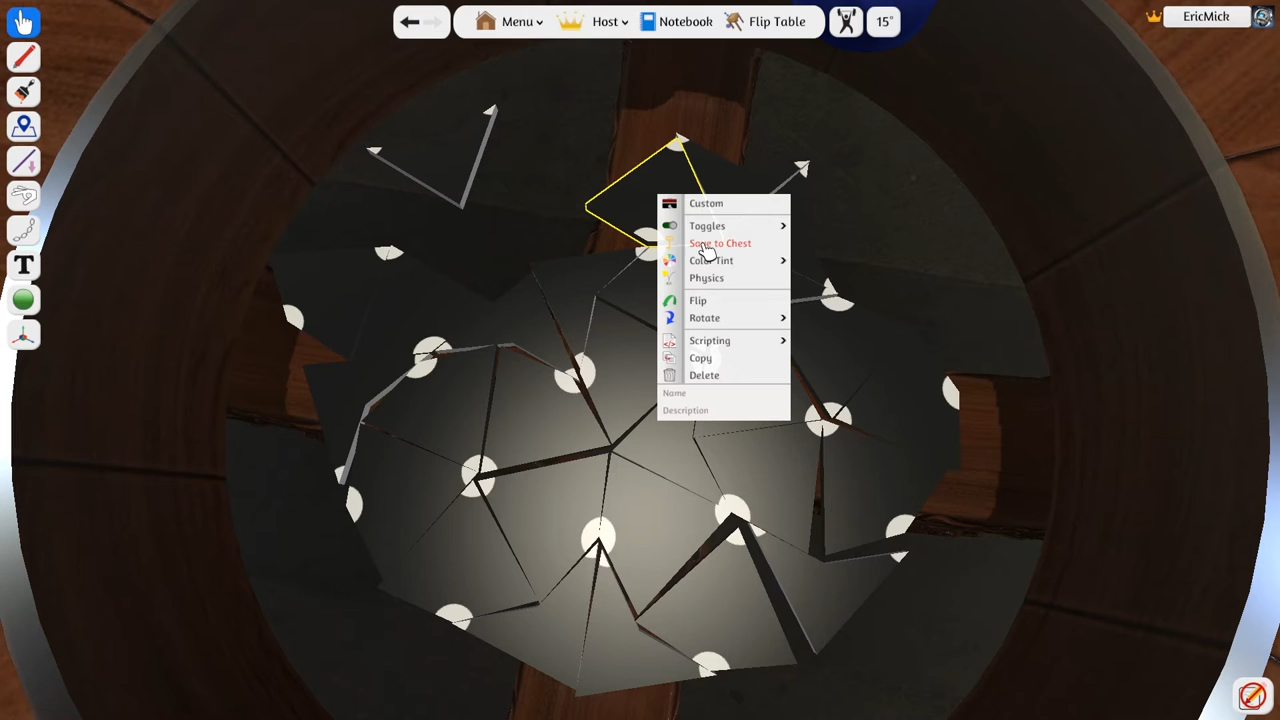 Menu
Host
Notebook
Flip Table
15°
EricMick
T
Custom
Toggles
Save to Chest
Color Tint
Physics
Flip
Rotate
Scripting
Copy
Delete
Name
Description